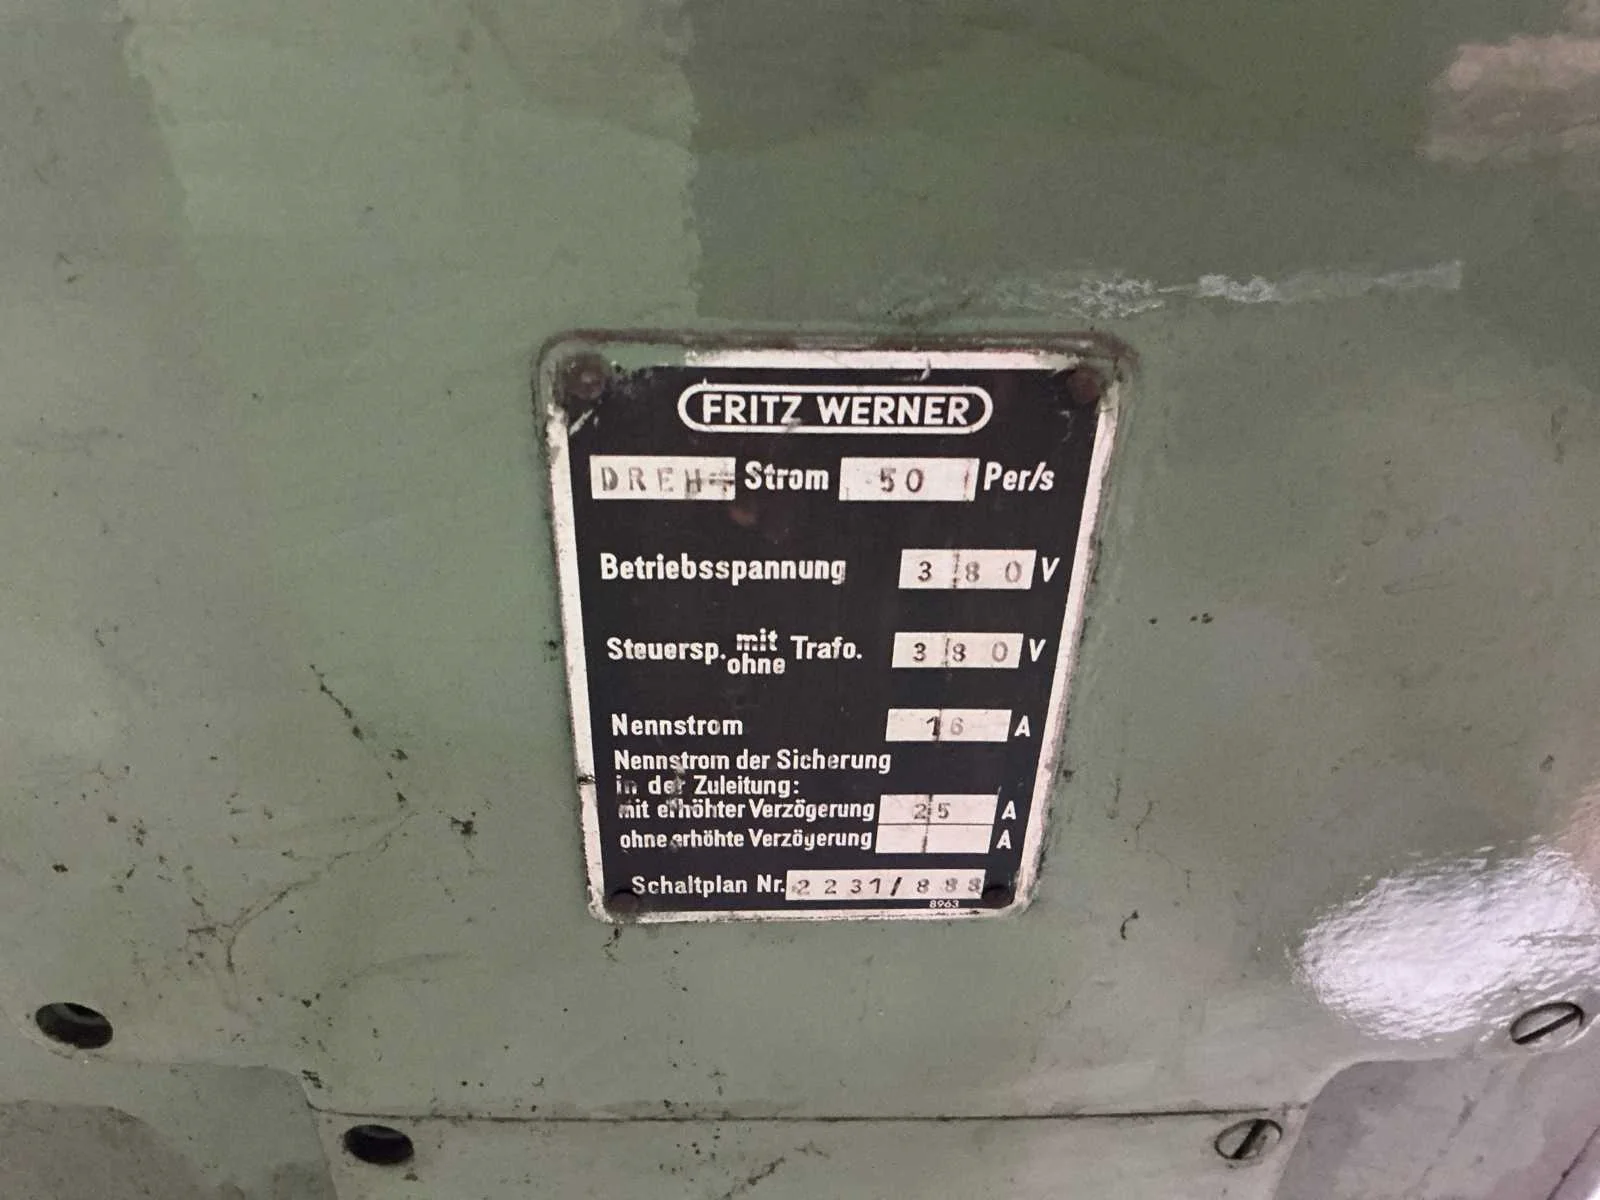 FRITZ WERNER
DREH= Strom 50 Per/s
Betriebsspannung 380 V
Steuersp. mit Trafo. 380 V
ohne
Nennstrom 16 A
Nennstrom der Sicherung
in der Zuleitung:
mit erhöhter Verzögerung 25 A
ohne erhöhte Verzögerung A
Schaltplan Nr. 2231/888
8963